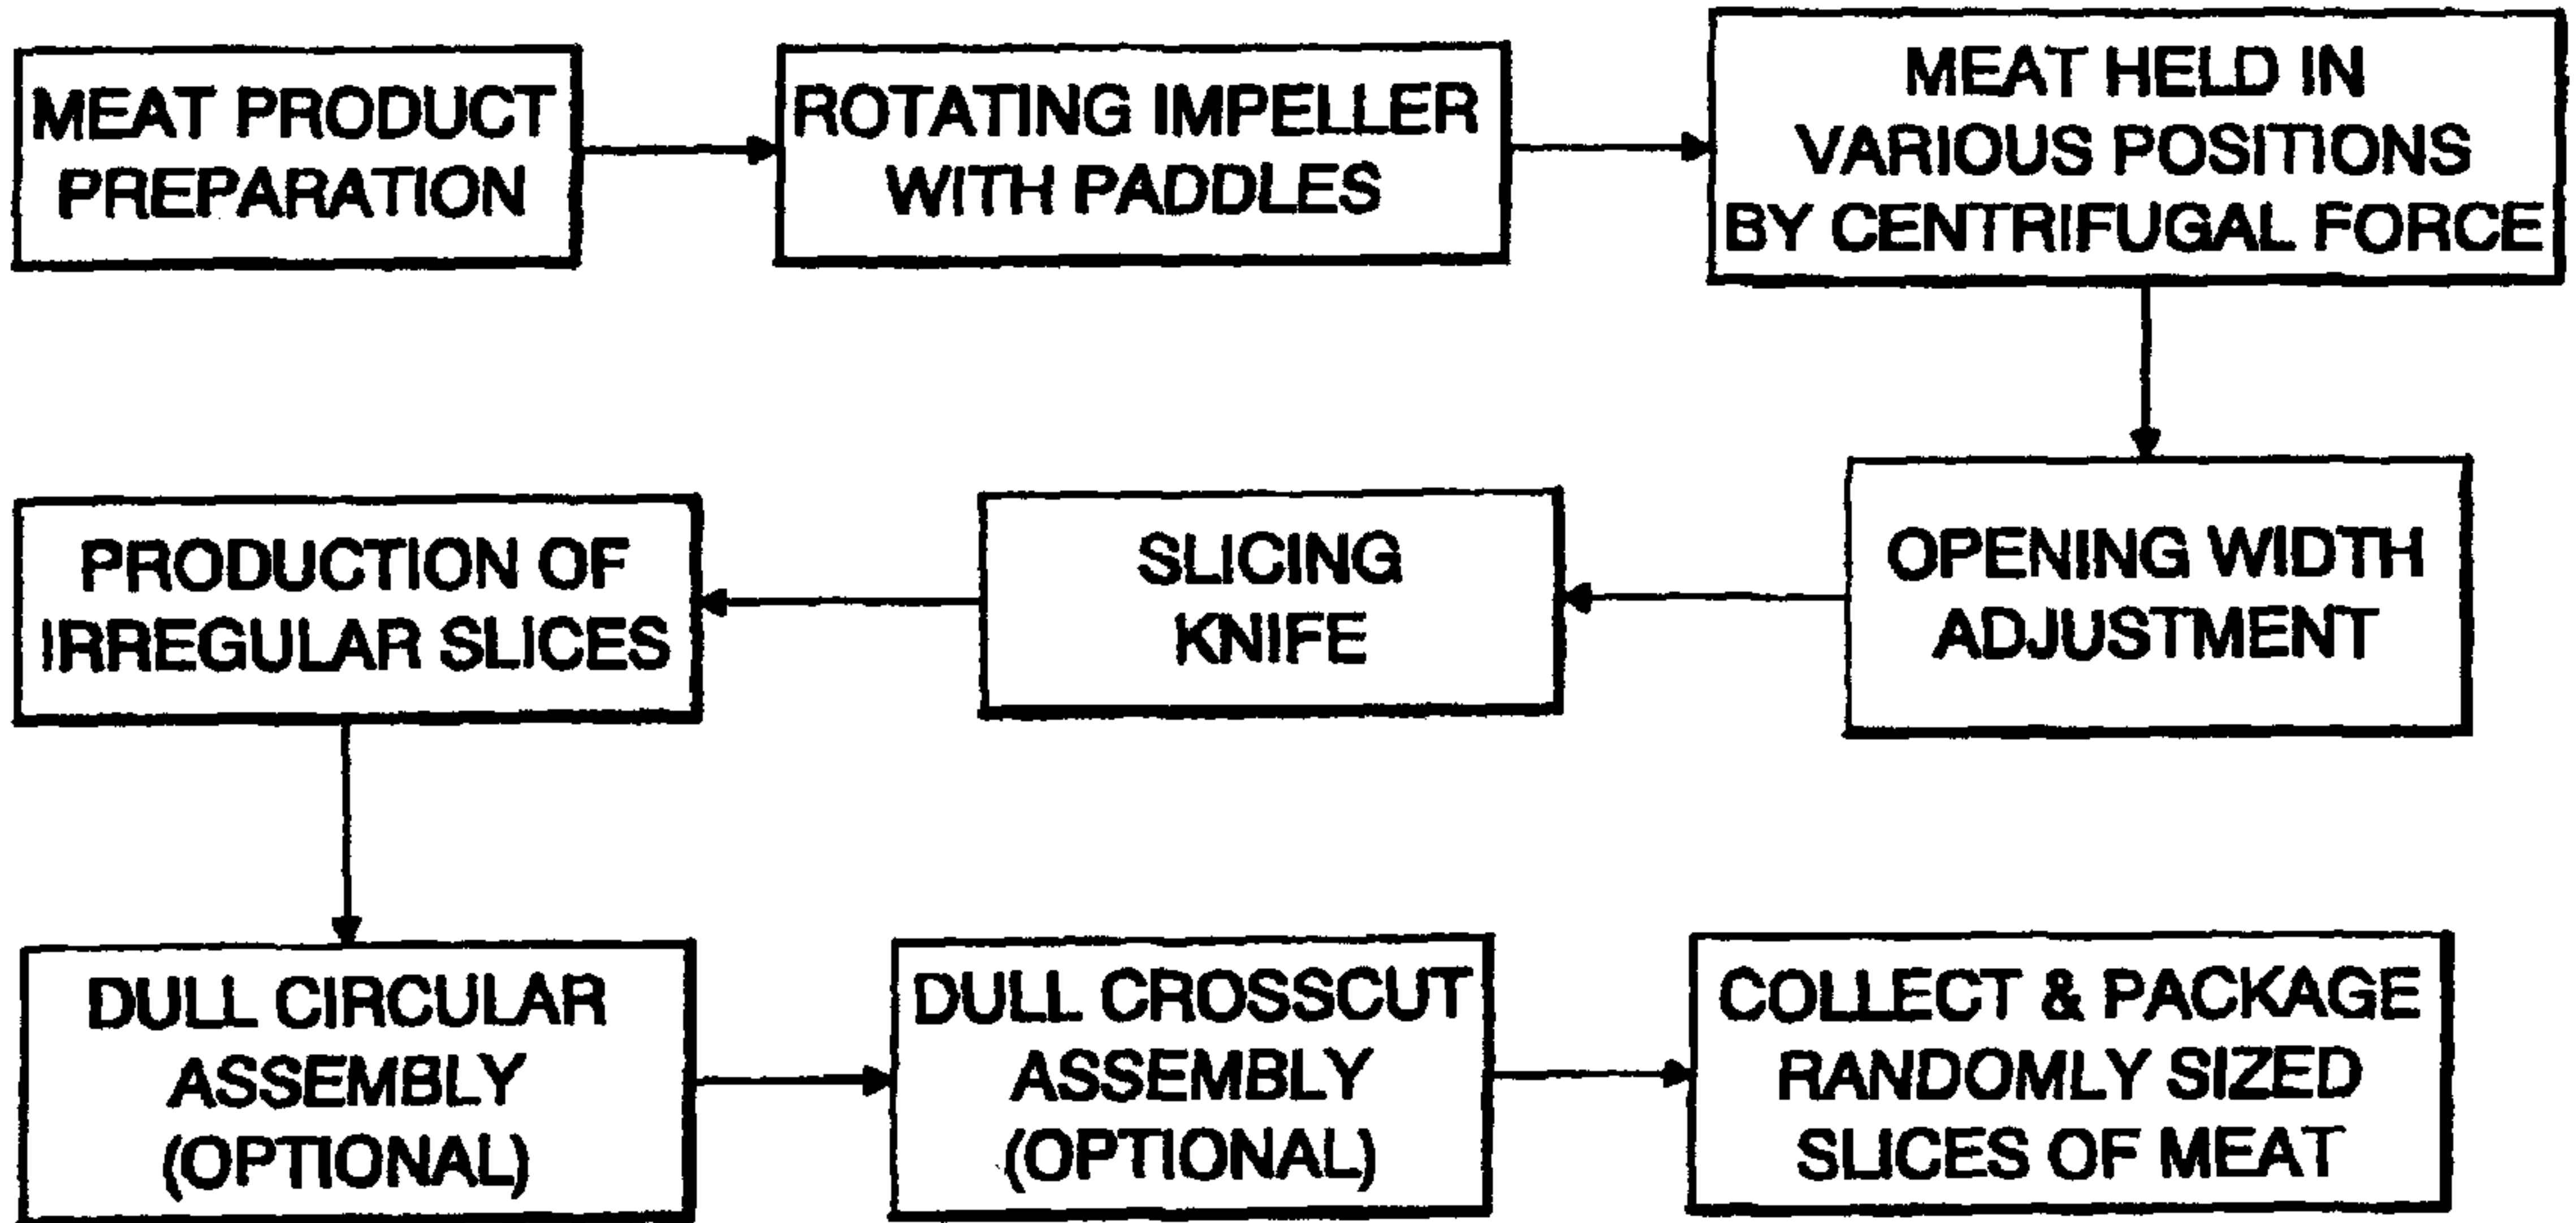 MEAT PRODUCT
PREPARATION
ROTATING IMPELLER
WITH PADDLES
MEAT HELD IN
VARIOUS POSITIONS
BY CENTRIFUGAL FORCE
OPENING WIDTH
ADJUSTMENT
SLICING
KNIFE
PRODUCTION OF
IRREGULAR SLICES
DULL CIRCULAR
ASSEMBLY
(OPTIONAL)
DULL CROSSCUT
ASSEMBLY
(OPTIONAL)
COLLECT & PACKAGE
RANDOMLY SIZED
SLICES OF MEAT